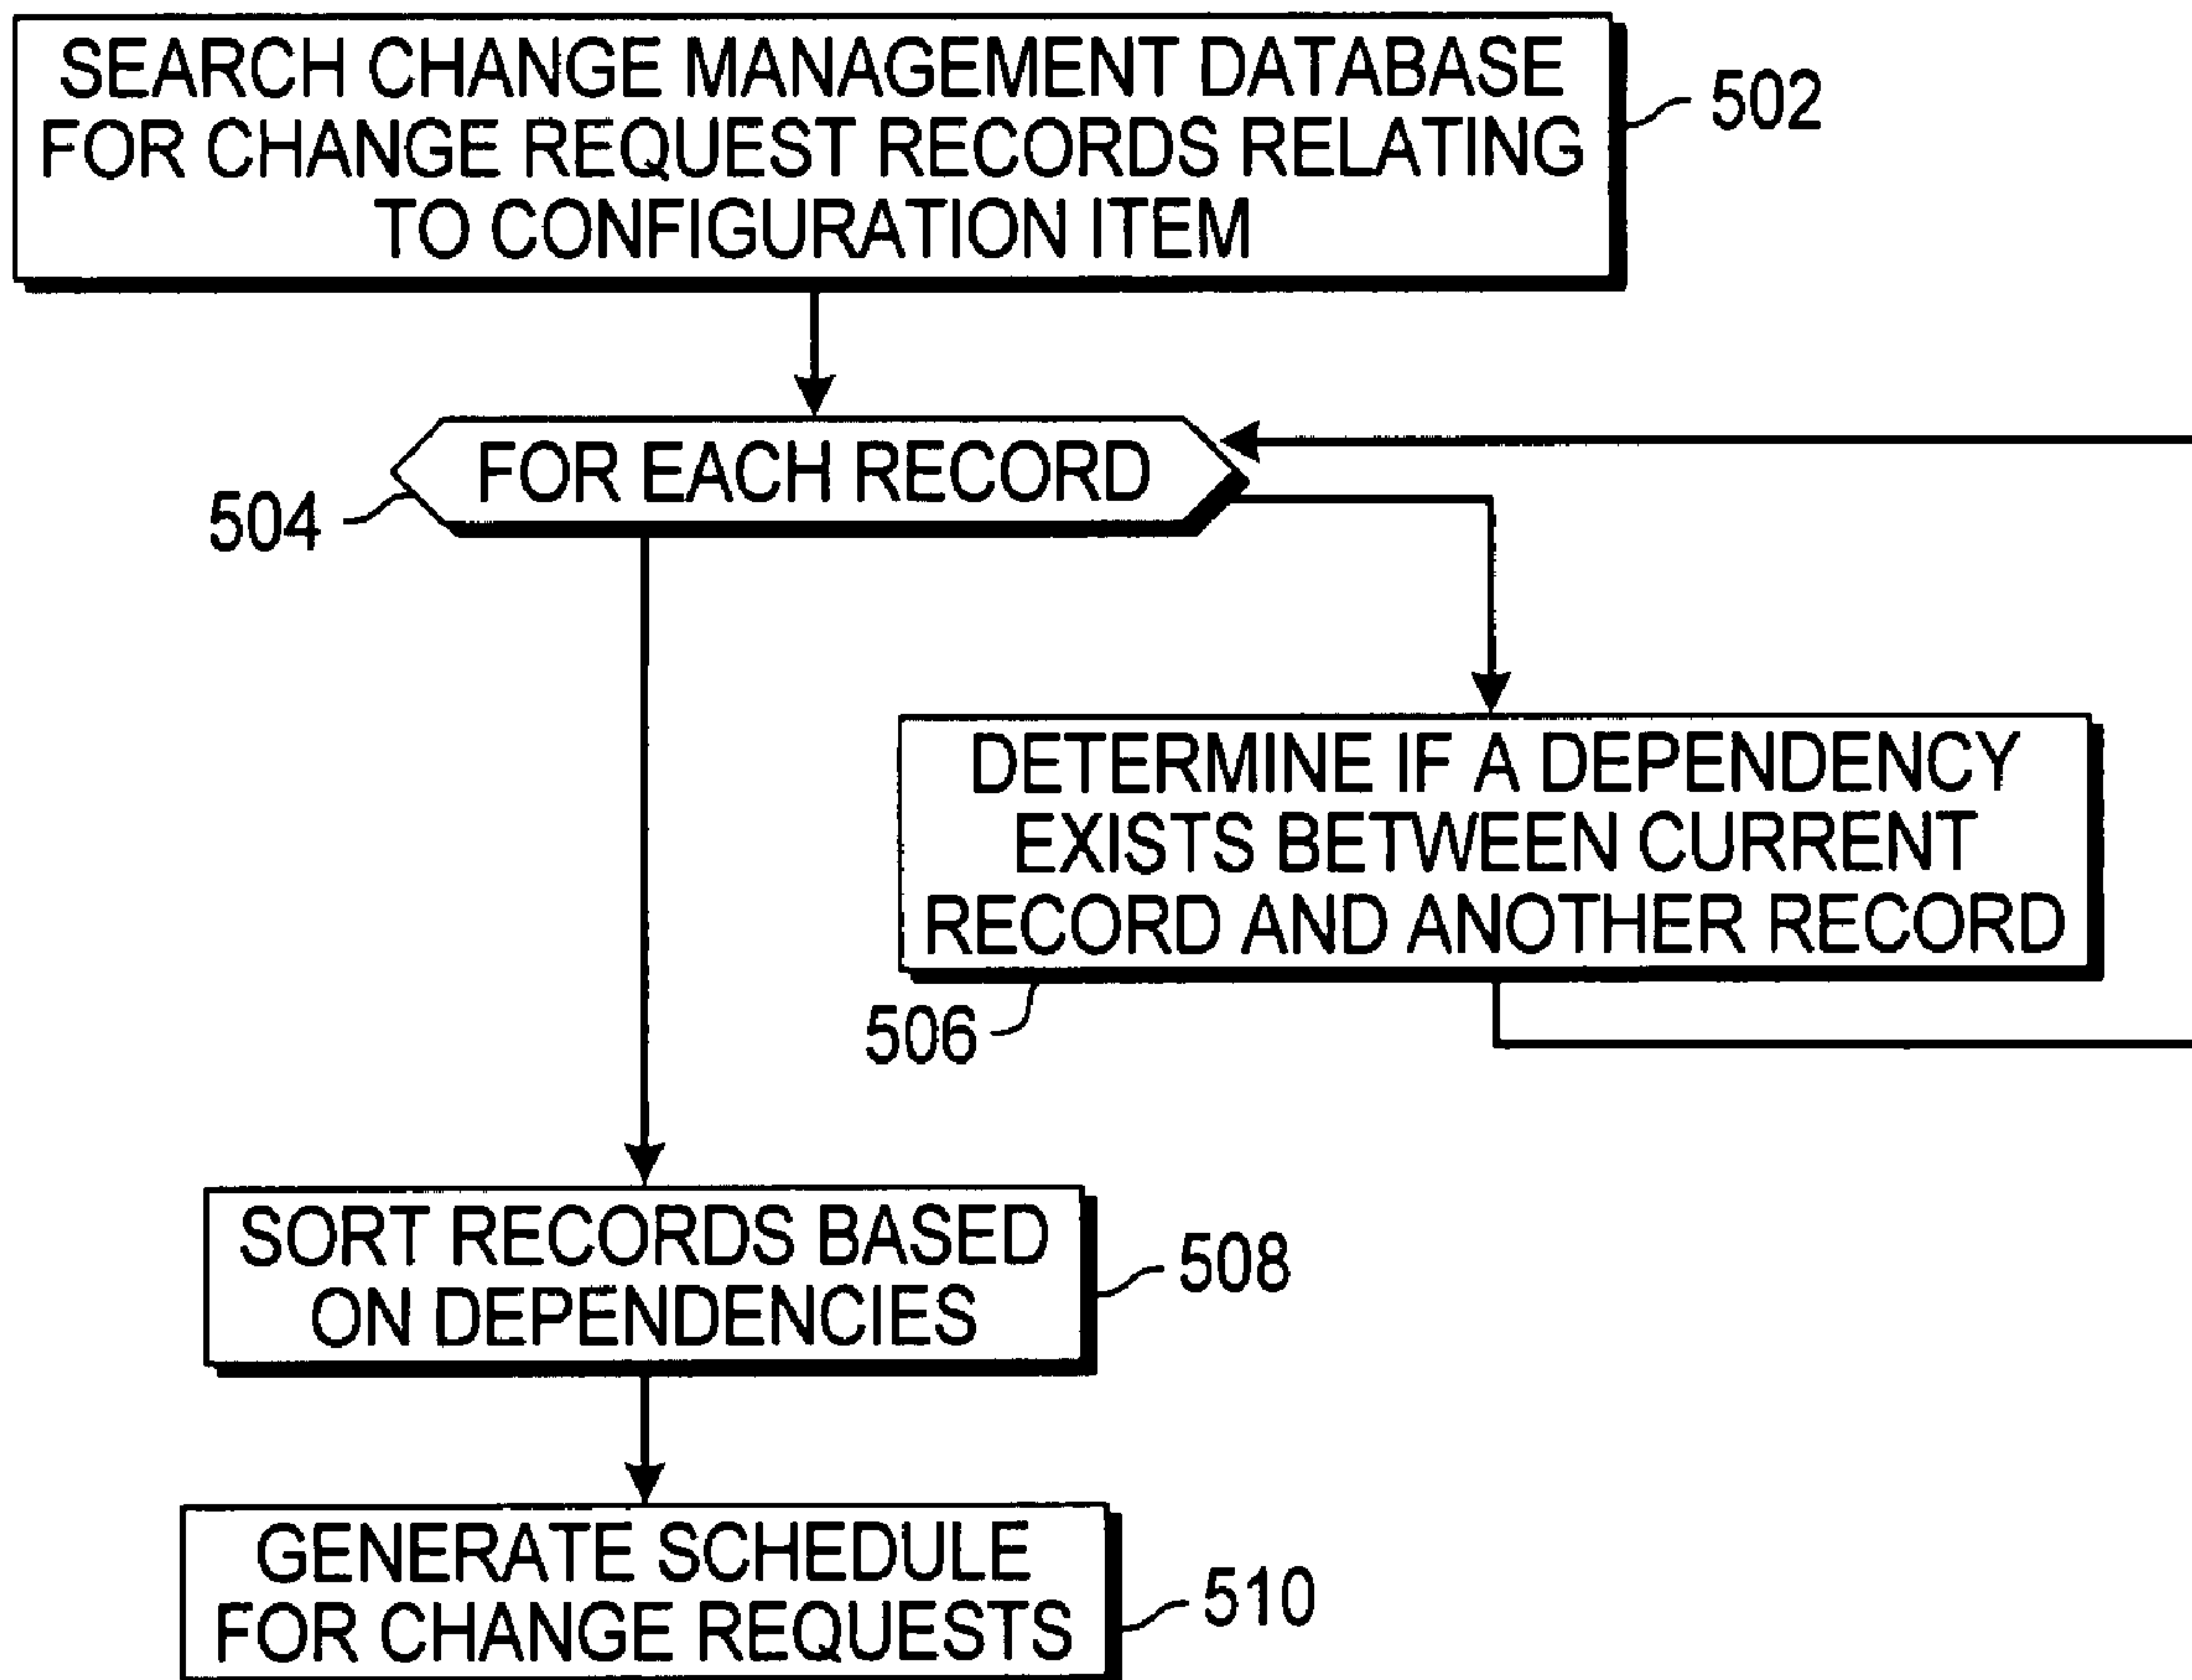 SEARCH CHANGE MANAGEMENT DATABASE
FOR CHANGE REQUEST RECORDS RELATING
TO CONFIGURATION ITEM
502
FOR EACH RECORD
504
DETERMINE IF A DEPENDENCY
EXISTS BETWEEN CURRENT
RECORD AND ANOTHER RECORD
506
SORT RECORDS BASED
ON DEPENDENCIES
508
GENERATE SCHEDULE
FOR CHANGE REQUESTS
510